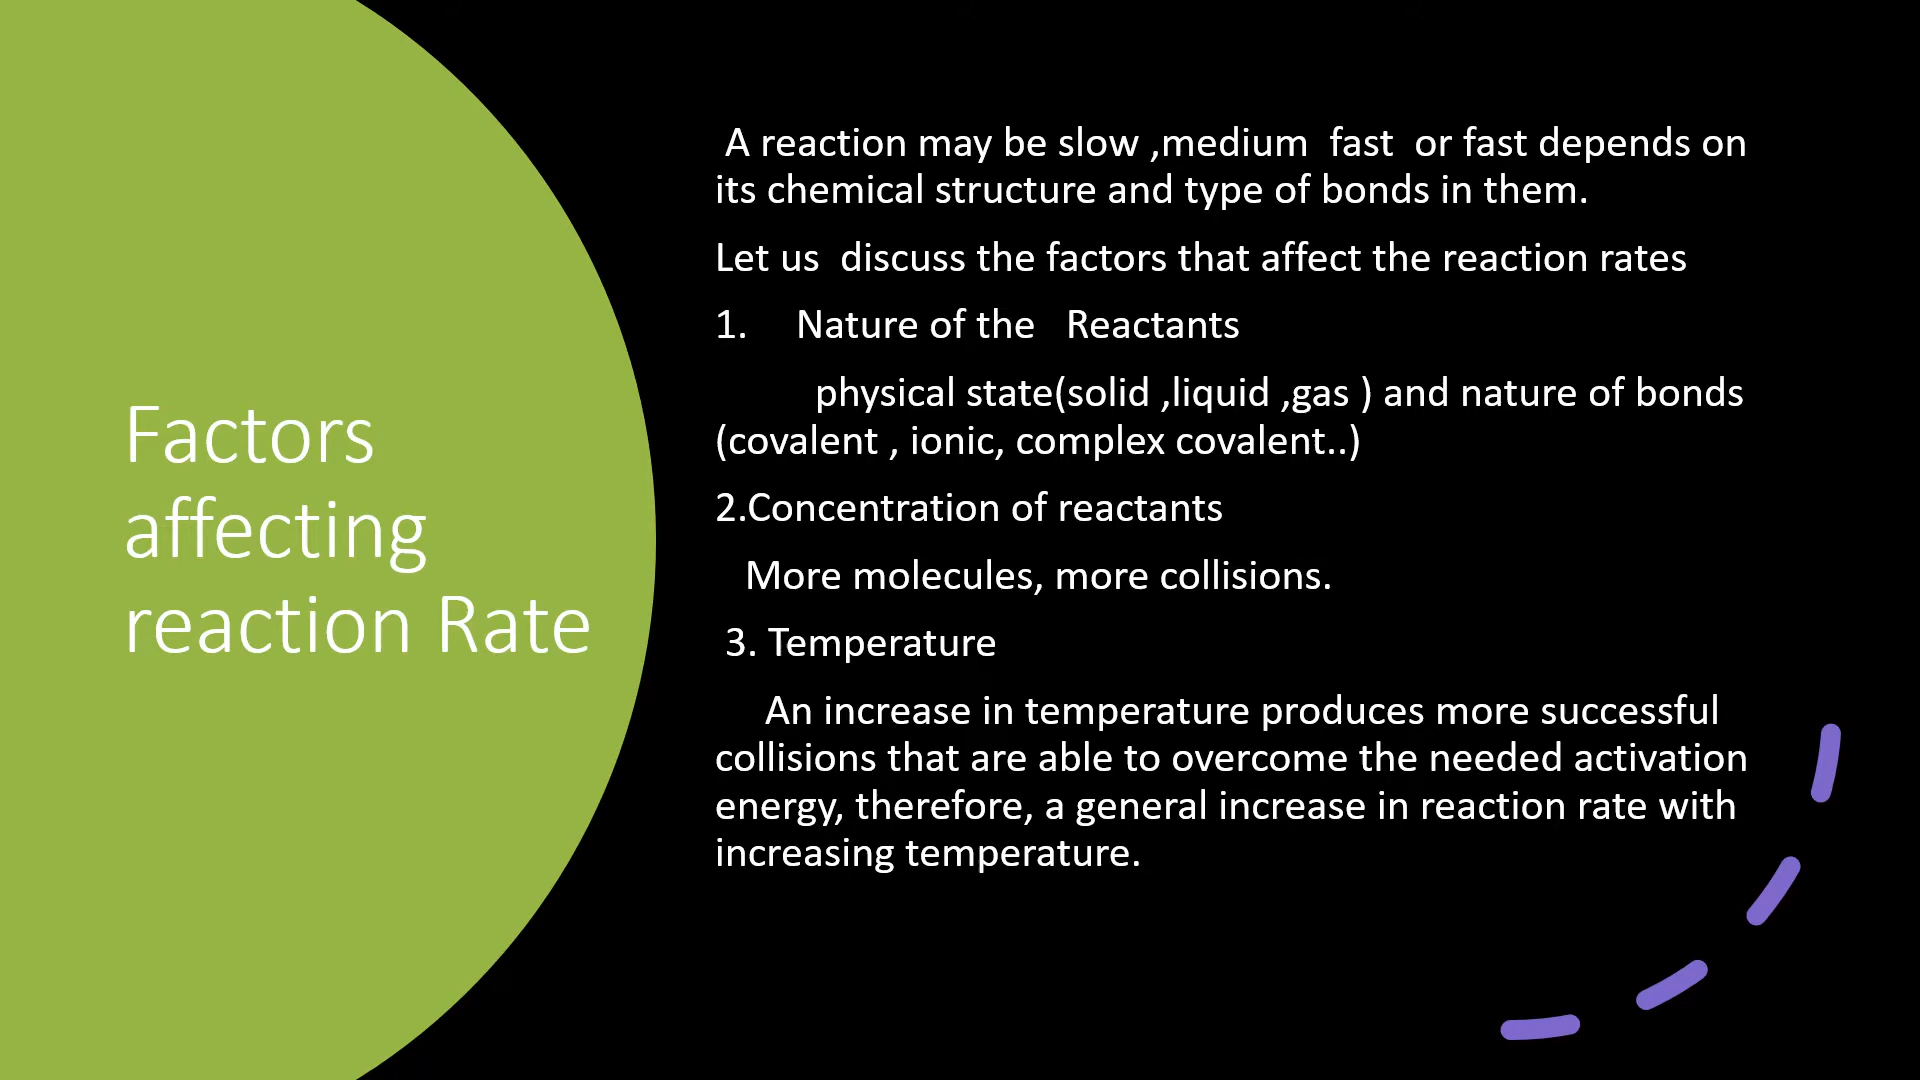 Factors
affecting
reaction Rate
A reaction may be slow ,medium  fast  or fast depends on
its chemical structure and type of bonds in them.
Let us  discuss the factors that affect the reaction rates
1.    Nature of the   Reactants
physical state(solid ,liquid ,gas ) and nature of bonds
(covalent , ionic, complex covalent..)
2.Concentration of reactants
More molecules, more collisions.
3. Temperature
An increase in temperature produces more successful
collisions that are able to overcome the needed activation
energy, therefore, a general increase in reaction rate with
increasing temperature.